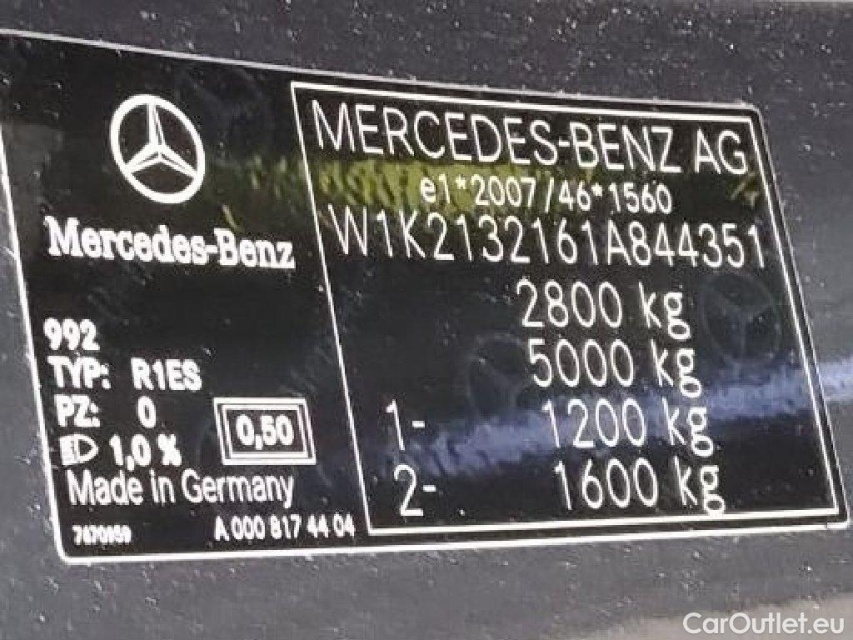 Mercedes-Benz
992
TYP: R1ES
PZ: 0
1,0 %
0,50
Made in Germany
A 000 817 44 04
MERCEDES-BENZ AG
e1*2007/46*1560
W1K2132161A844351
2800 kg
5000 kg
1- 1200 kg
2- 1600 kg
CarOutlet.eu